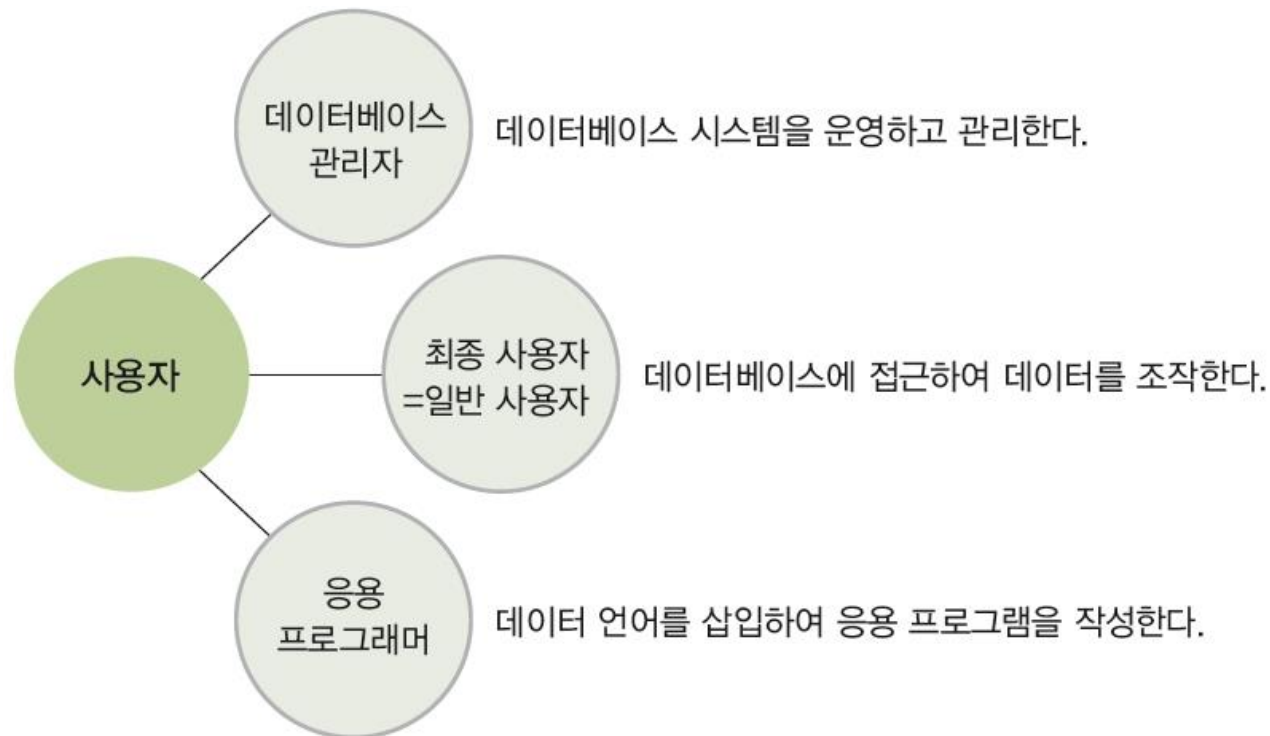 데이터베이스
관리자
데이터베이스 시스템을 운영하고 관리한다.
사용자
최종 사용자
=일반 사용자
데이터베이스에 접근하여 데이터를 조작한다.
응용
프로그래머
데이터 언어를 삽입하여 응용 프로그램을 작성한다.